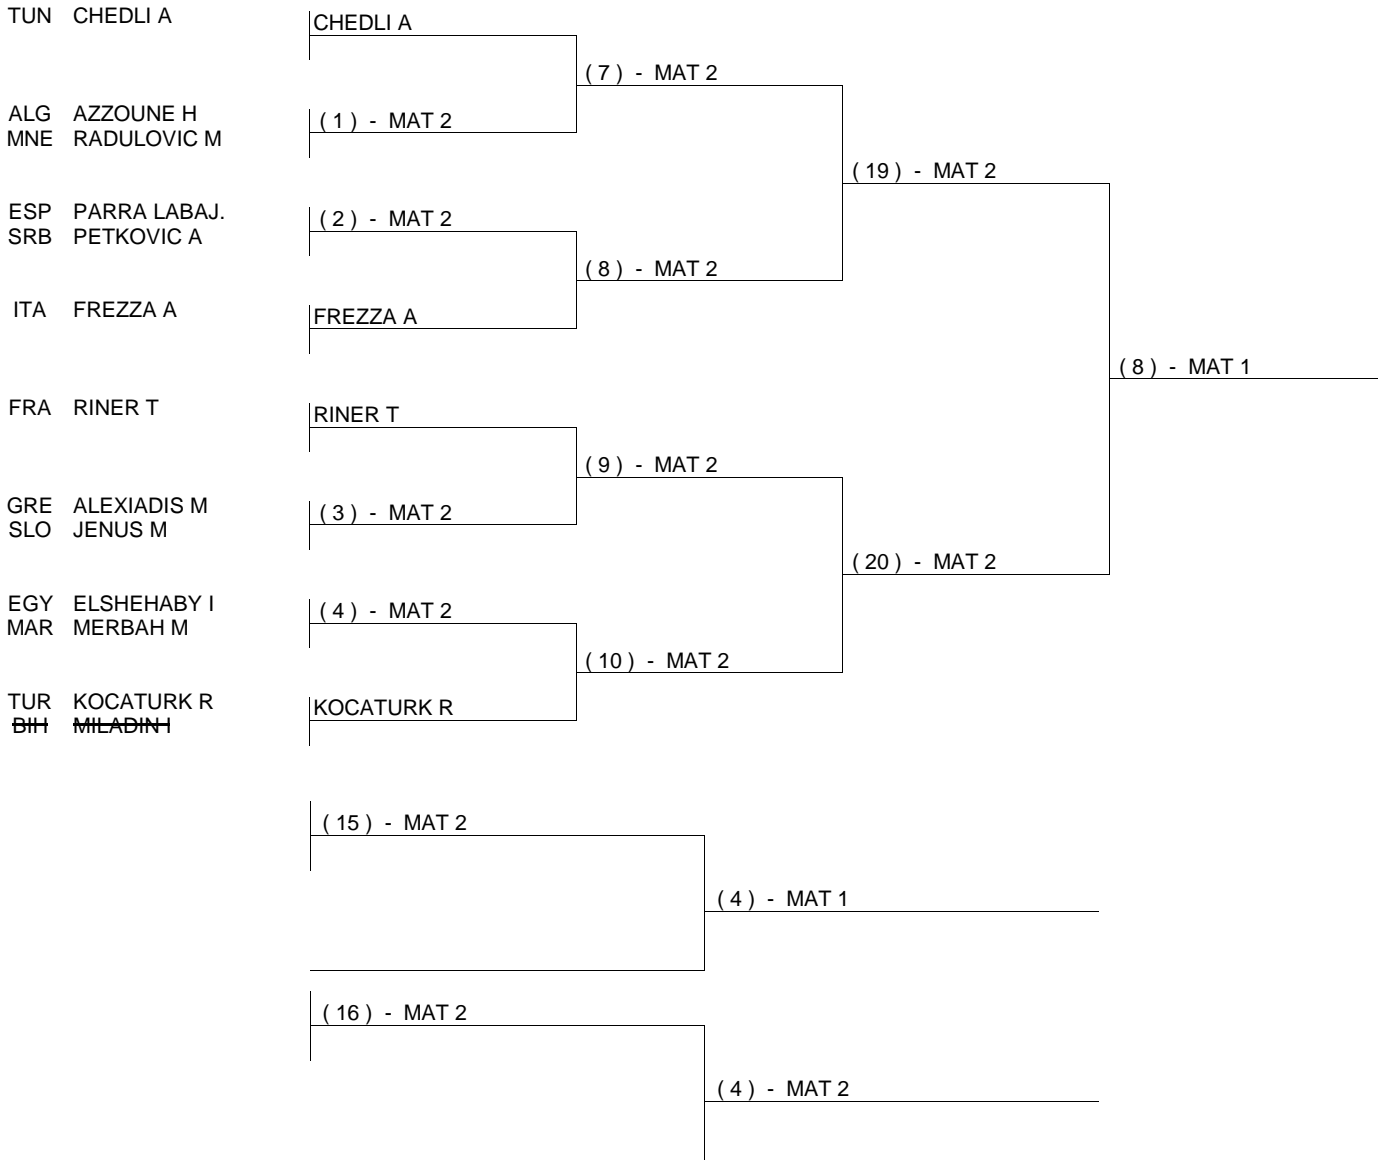 TUN CHEDLI A
CHEDLI A
( 7 ) - MAT 2
ALG AZZOUNE H
( 1 ) - MAT 2
MNE RADULOVIC M
( 19 ) - MAT 2
ESP PARRA LABAJ.
( 2 ) - MAT 2
SRB PETKOVIC A
( 8 ) - MAT 2
ITA FREZZA A
FREZZA A
( 8 ) - MAT 1
FRA RINER T
RINER T
( 9 ) - MAT 2
GRE ALEXIADIS M
( 3 ) - MAT 2
SLO JENUS M
( 20 ) - MAT 2
EGY ELSHEHABY I
( 4 ) - MAT 2
MAR MERBAH M
( 10 ) - MAT 2
TUR KOCATURK R
KOCATURK R
BIH MILADIN I
( 15 ) - MAT 2
( 4 ) - MAT 1
( 16 ) - MAT 2
( 4 ) - MAT 2